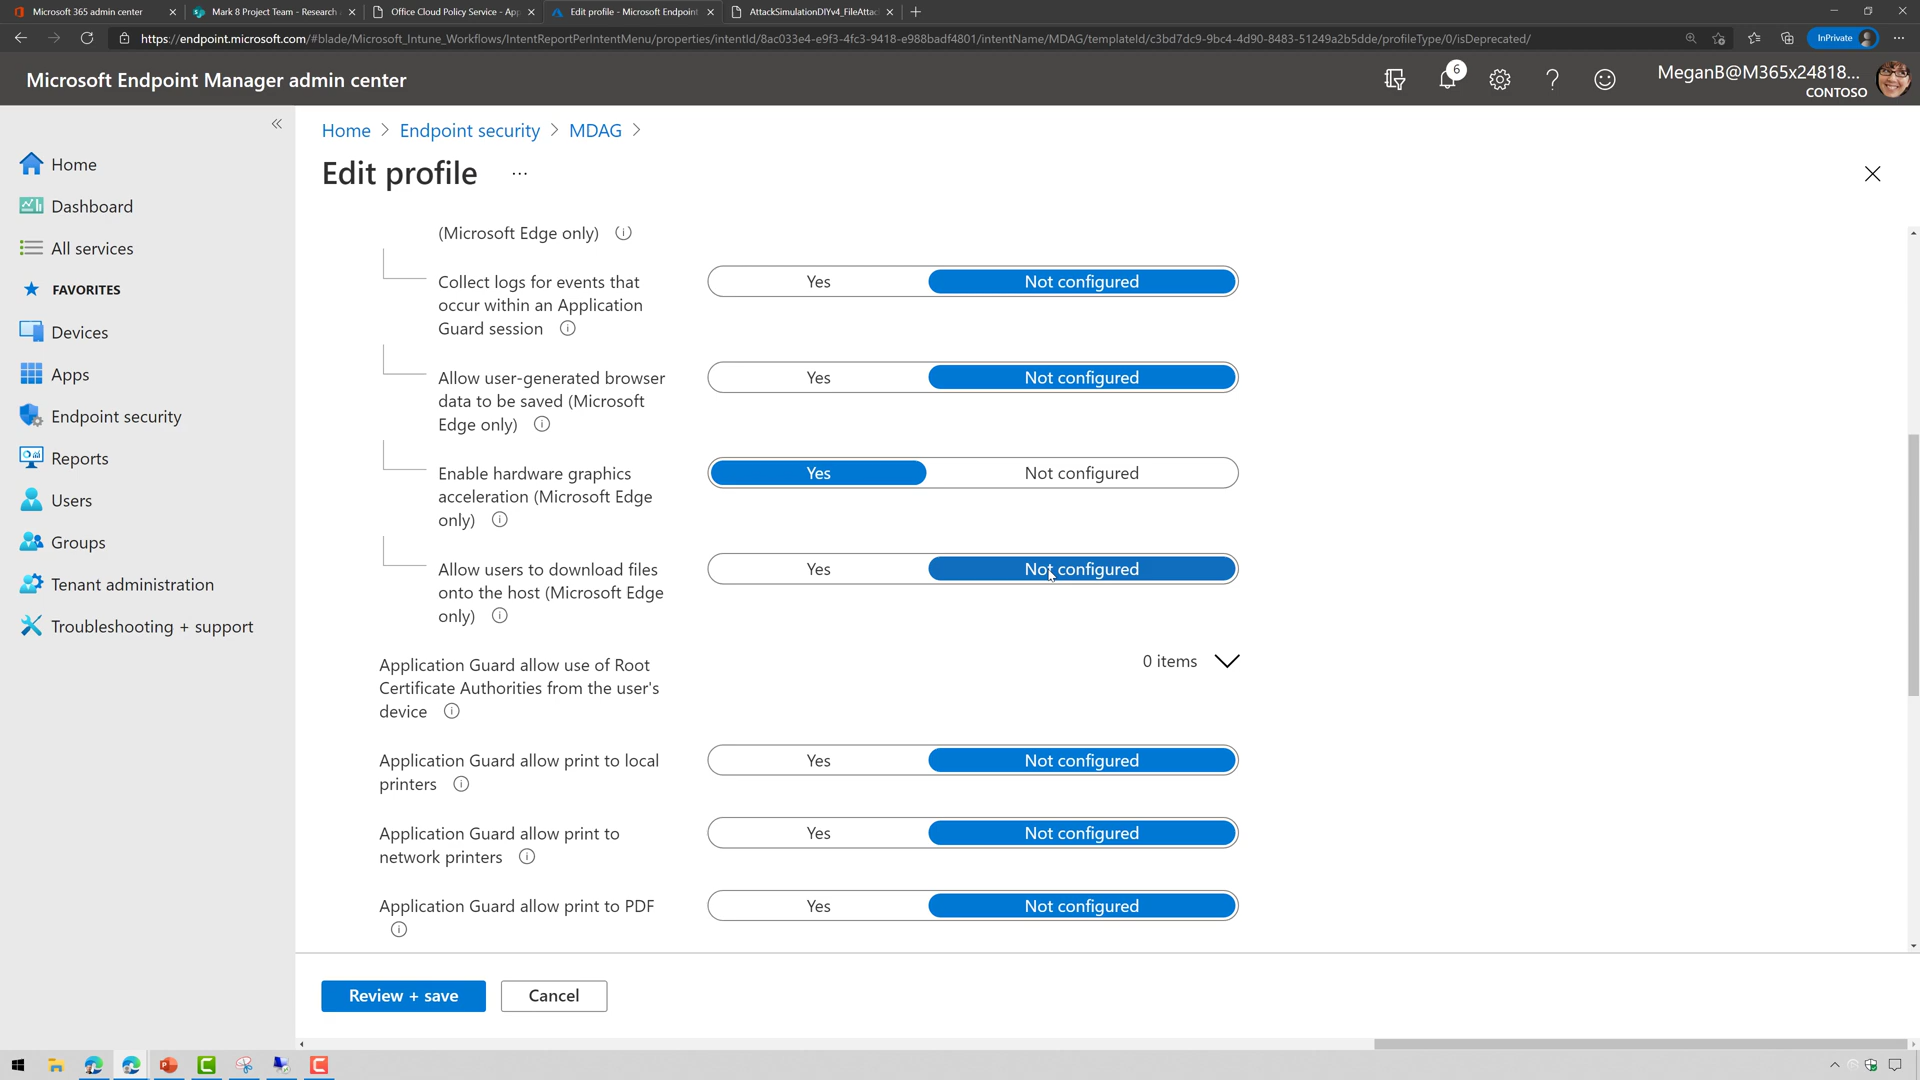 Microsoft 365 admin center
Mark 8 Project Team - Research
Office Cloud Policy Service - App
Edit profile - Microsoft Endpoint
AttackSimulationDIYv4_FileAttac
https://endpoint.microsoft.com/#blade/Microsoft_Intune_Workflows/IntentReportPerIntentMenu/properties/intentId/8ac033e4-e9f3-4fc3-9418-e988badf4801/intentName/MDAG/templateId/c3bd7dc9-9bc4-4d90-8483-51249a2b5dde/profileType/0/isDeprecated/
InPrivate
Microsoft Endpoint Manager admin center
6
MeganB@M365x24818...
CONTOSO
Home > Endpoint security > MDAG >
Edit profile ...
Home
Dashboard
All services
FAVORITES
Devices
Apps
Endpoint security
Reports
Users
Groups
Tenant administration
Troubleshooting + support
(Microsoft Edge only)
Collect logs for events that
occur within an Application
Guard session
Yes Not configured
Allow user-generated browser
data to be saved (Microsoft
Edge only)
Yes Not configured
Enable hardware graphics
acceleration (Microsoft Edge
only)
Yes Not configured
Allow users to download files
onto the host (Microsoft Edge
only)
Yes Not configured
Application Guard allow use of Root
Certificate Authorities from the user's
device
0 items
Application Guard allow print to local
printers
Yes Not configured
Application Guard allow print to
network printers
Yes Not configured
Application Guard allow print to PDF
Yes Not configured
Review + save
Cancel